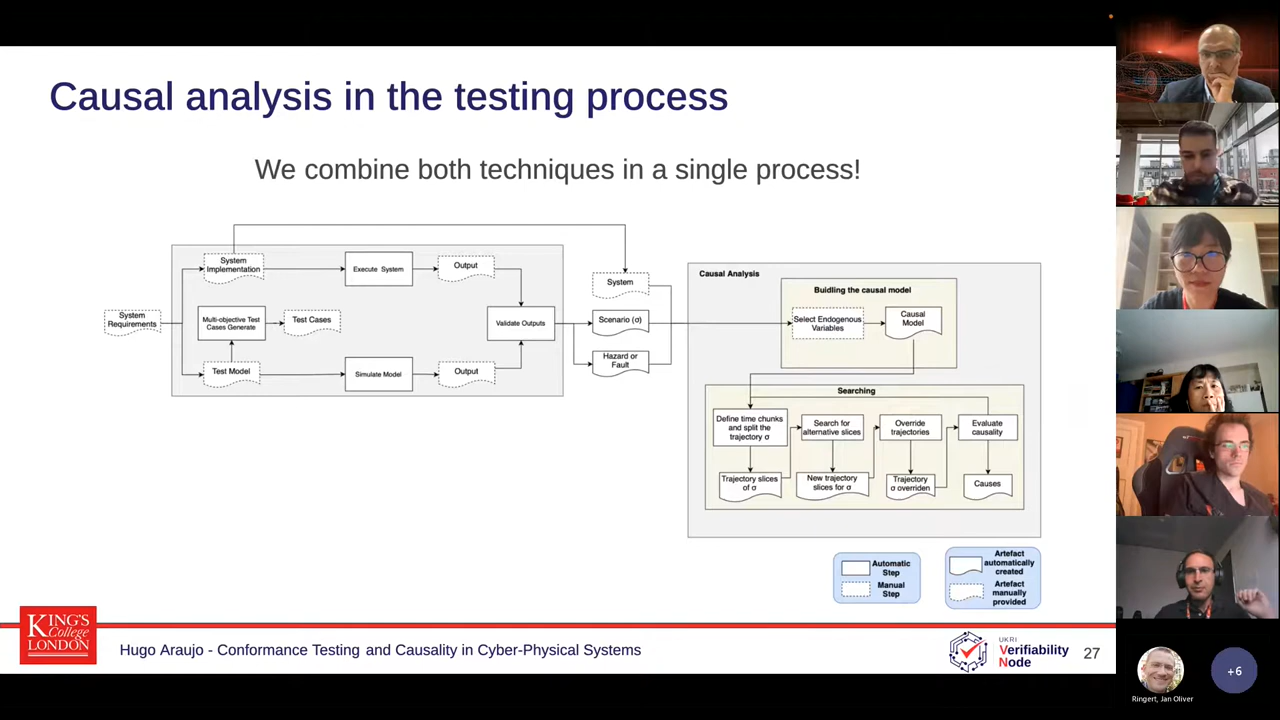 Causal analysis in the testing process
We combine both techniques in a single process!
System
Requirements
System
Implementation
Execute System
Output
Multi-objective Test
Cases Generate
Test Cases
Validate Outputs
Test Model
Simulate Model
Output
System
Scenario (σ)
Hazard or
Fault
Causal Analysis
Buidling the causal model
Select Endogenous
Variables
Causal
Model
Searching
Define time chunks
and split the
trajectory σ
Search for
alternative slices
Override
trajectories
Evaluate
causality
Trajectory slices
of σ
New trajectory
slices for σ
Trajectory
σ overriden
Causes
Automatic
Step
Manual
Step
Artefact
automatically
created
Artefact
manually
provided
KING'S
College
LONDON
Hugo Araujo - Conformance Testing and Causality in Cyber-Physical Systems
UKRI
Verifiability
Node
27
Ringert, Jan Oliver
+6